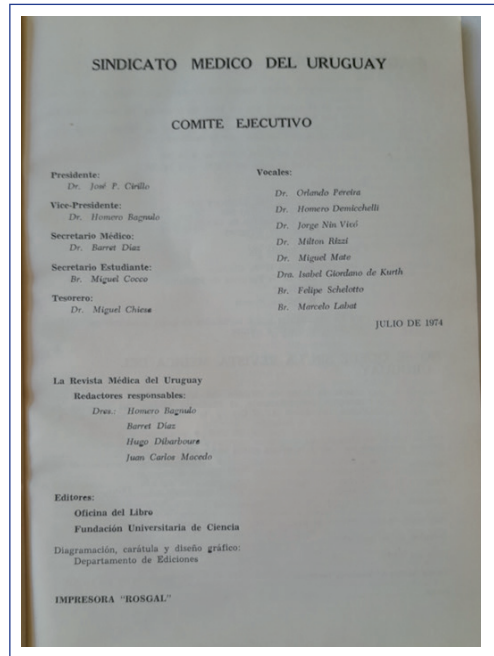 SINDICATO MEDICO DEL URUGUAY
COMITE EJECUTIVO
Presidente:
Dr. José P. Cirillo
Vice-Presidente:
Dr. Homero Bagnulo
Secretario Médico:
Dr. Barret Díaz
Secretario Estudiante:
Br. Miguel Cocco
Tesorero:
Dr. Miguel Chiesa
Vocales:
Dr. Orlando Pereira
Dr. Homero Demicchelli
Dr. Jorge Nin Vivó
Dr. Milton Rizzi
Dr. Miguel Mate
Dra. Isabel Giordano de Kurth
Br. Felipe Schelotto
Br. Marcelo Labat
JULIO DE 1974
La Revista Médica del Uruguay
Redactores responsables:
Dres.: Homero Bagnulo
Barret Díaz
Hugo Dibarboure
Juan Carlos Macedo
Editores:
Oficina del Libro
Fundación Universitaria de Ciencia
Diagramación, carátula y diseño gráfico:
Departamento de Ediciones
IMPRESORA "ROSGAL"